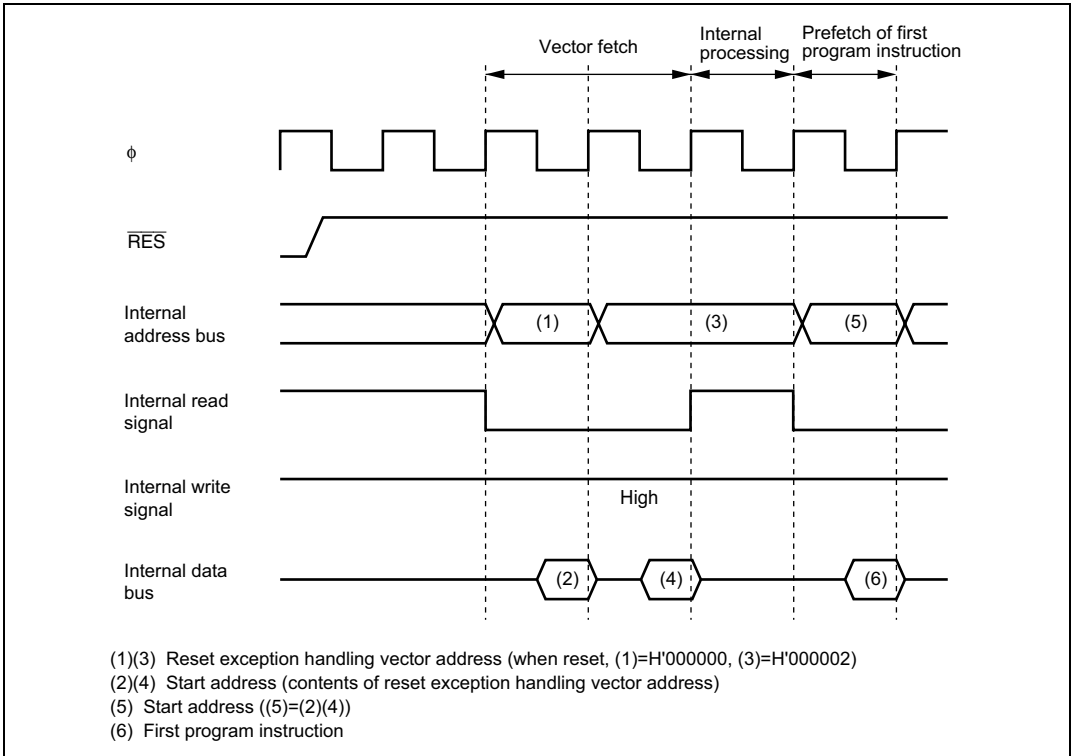 Vector fetch
Internal
processing
Prefetch of first
program instruction
ϕ
RES
Internal
address bus
(1)
(3)
(5)
Internal read
signal
Internal write
signal
High
Internal data
bus
(2)
(4)
(6)
(1)(3) Reset exception handling vector address (when reset, (1)=H'000000, (3)=H'000002)
(2)(4) Start address (contents of reset exception handling vector address)
(5) Start address ((5)=(2)(4))
(6) First program instruction